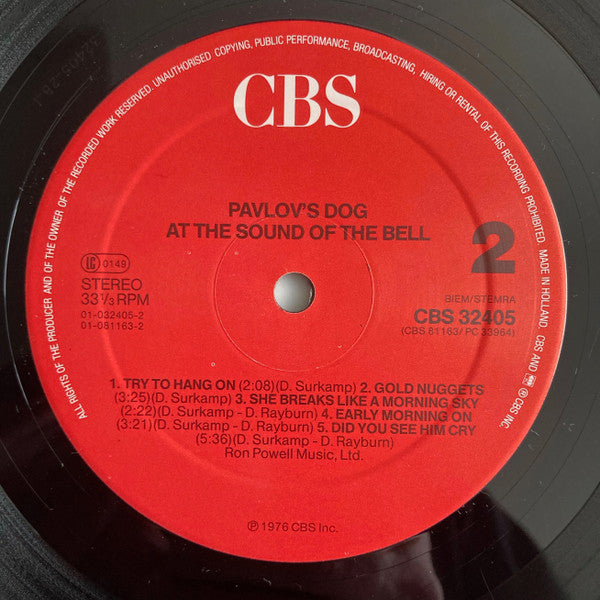 ALL RIGHTS OF THE PRODUCER AND OF THE OWNER OF THE RECORDED WORK RESERVED. UNAUTHORISED COPYING, PUBLIC PERFORMANCE, BROADCASTING, HIRING OR RENTAL OF THIS RECORDING PROHIBITED. MADE IN HOLLAND. CBS AND ® CBS INC.
CBS
PAVLOV'S DOG
AT THE SOUND OF THE BELL
2
LC 0149
STEREO
33⅓ RPM
01-032405-2
01-081163-2
BIEM/STEMRA
CBS 32405
(CBS 81163/ PC 33964)
1. TRY TO HANG ON (2:08)(D. Surkamp) 2. GOLD NUGGETS
(3:25)(D. Surkamp) 3. SHE BREAKS LIKE A MORNING SKY
(2:22)(D. Surkamp - D. Rayburn) 4. EARLY MORNING ON
(3:21)(D. Surkamp - D. Rayburn) 5. DID YOU SEE HIM CRY
(5:36)(D. Surkamp - D. Rayburn)
Ron Powell Music, Ltd.
℗ 1976 CBS Inc.